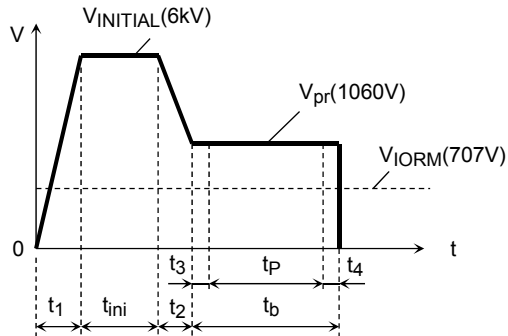 VINITIAL(6kV)
V
Vpr(1060V)
VIORM(707V)
0
t
t3 tP t4
t1 tini t2 tb